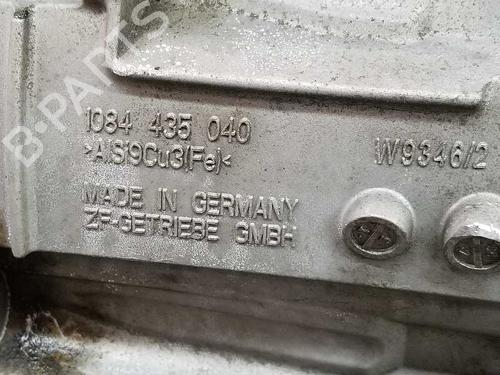 B-PARTS
1084 435 040
>AlSi9Cu3(Fe)<
W9346/2
MADE IN GERMANY
ZF-GETRIEBE GMBH